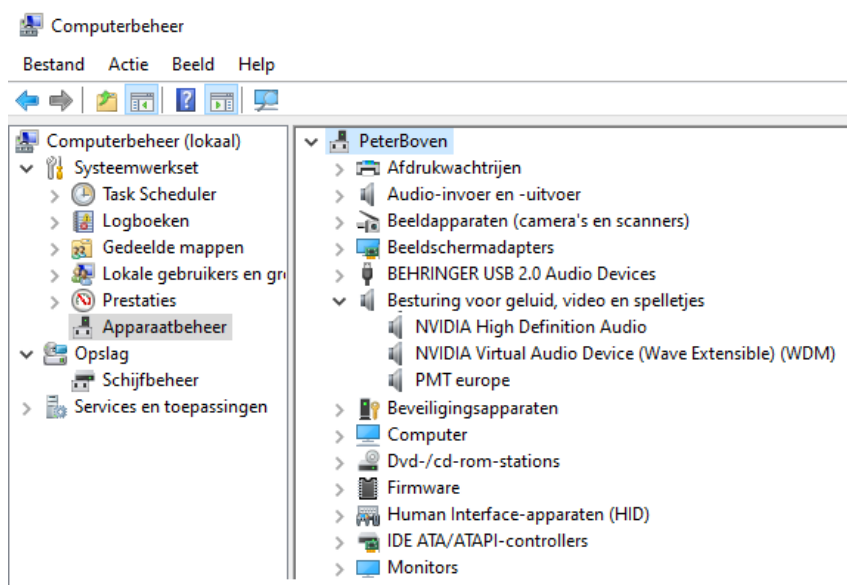 Computerbeheer
Bestand Actie Beeld Help
Computerbeheer (lokaal)
Systeemwerkset
Task Scheduler
Logboeken
Gedeelde mappen
Lokale gebruikers en gr
Prestaties
Apparaatbeheer
Opslag
Schijfbeheer
Services en toepassingen
PeterBoven
Afdrukwachtrijen
Audio-invoer en -uitvoer
Beeldapparaten (camera's en scanners)
Beeldschermadapters
BEHRINGER USB 2.0 Audio Devices
Besturing voor geluid, video en spelletjes
NVIDIA High Definition Audio
NVIDIA Virtual Audio Device (Wave Extensible) (WDM)
PMT europe
Beveiligingsapparaten
Computer
Dvd-/cd-rom-stations
Firmware
Human Interface-apparaten (HID)
IDE ATA/ATAPI-controllers
Monitors